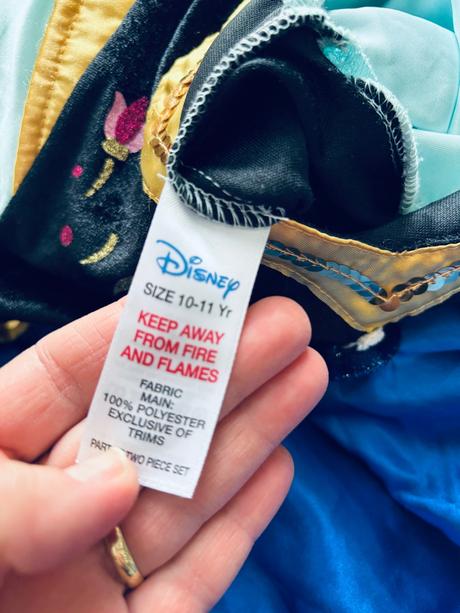 Disney
SIZE 10-11 Yr
KEEP AWAY
FROM FIRE
AND FLAMES
FABRIC
MAIN:
100% POLYESTER
EXCLUSIVE OF
TRIMS
PART TWO PIECE SET